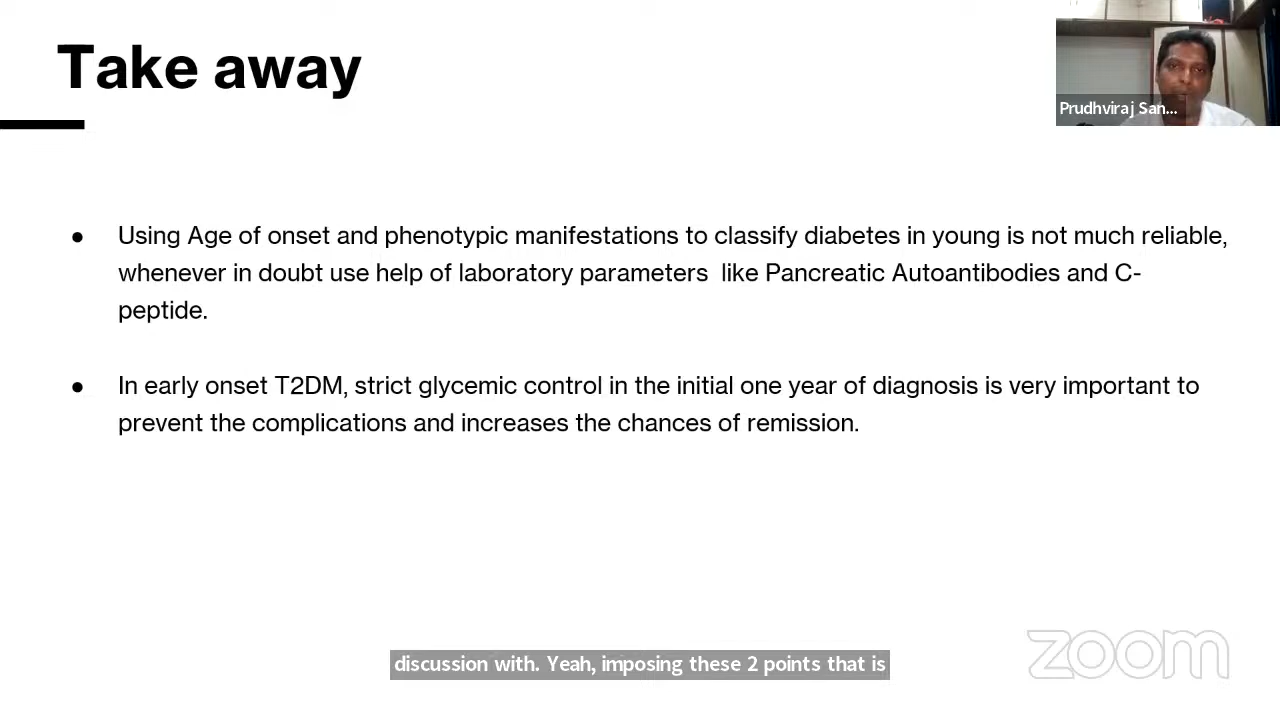 Take away
Prudhviraj San...
● Using Age of onset and phenotypic manifestations to classify diabetes in young is not much reliable,
whenever in doubt use help of laboratory parameters like Pancreatic Autoantibodies and C-
peptide.
● In early onset T2DM, strict glycemic control in the initial one year of diagnosis is very important to
prevent the complications and increases the chances of remission.
discussion with. Yeah, imposing these 2 points that is
zoom